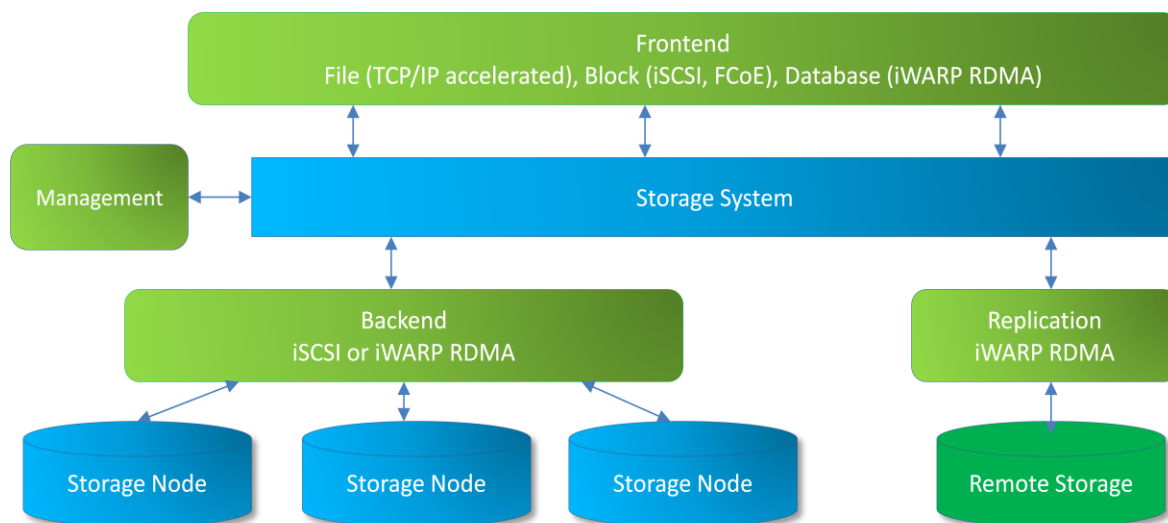 Frontend
File (TCP/IP accelerated), Block (iSCSI, FCoE), Database (iWARP RDMA)
Management
Storage System
Backend
iSCSI or iWARP RDMA
Replication
iWARP RDMA
Storage Node
Storage Node
Storage Node
Remote Storage